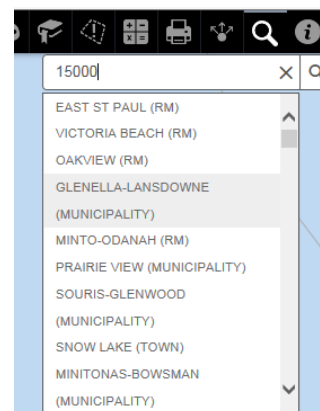 15000
EAST ST PAUL (RM)
VICTORIA BEACH (RM)
OAKVIEW (RM)
GLENELLA-LANSDOWNE
(MUNICIPALITY)
MINTO-ODANAH (RM)
PRAIRIE VIEW (MUNICIPALITY)
SOURIS-GLENWOOD
(MUNICIPALITY)
SNOW LAKE (TOWN)
MINITONAS-BOWSMAN
(MUNICIPALITY)